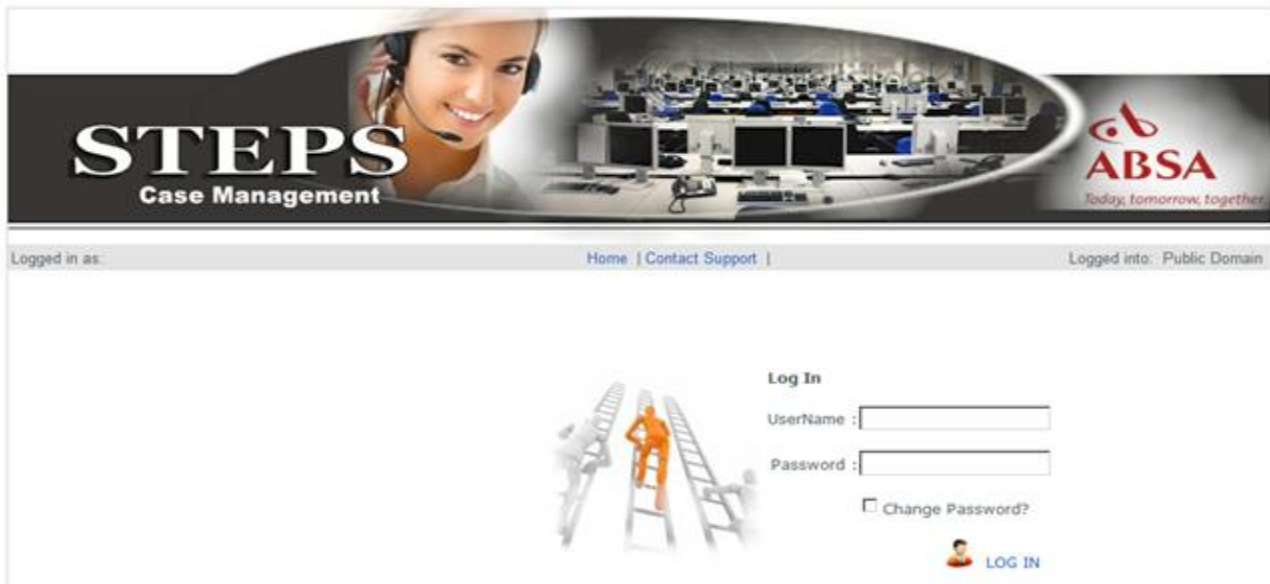 STEPS
Case Management
ABSA
Today, tomorrow, together.
Logged in as:
Home | Contact Support |
Logged into: Public Domain
Log In
UserName :
Password :
Change Password?
LOG IN